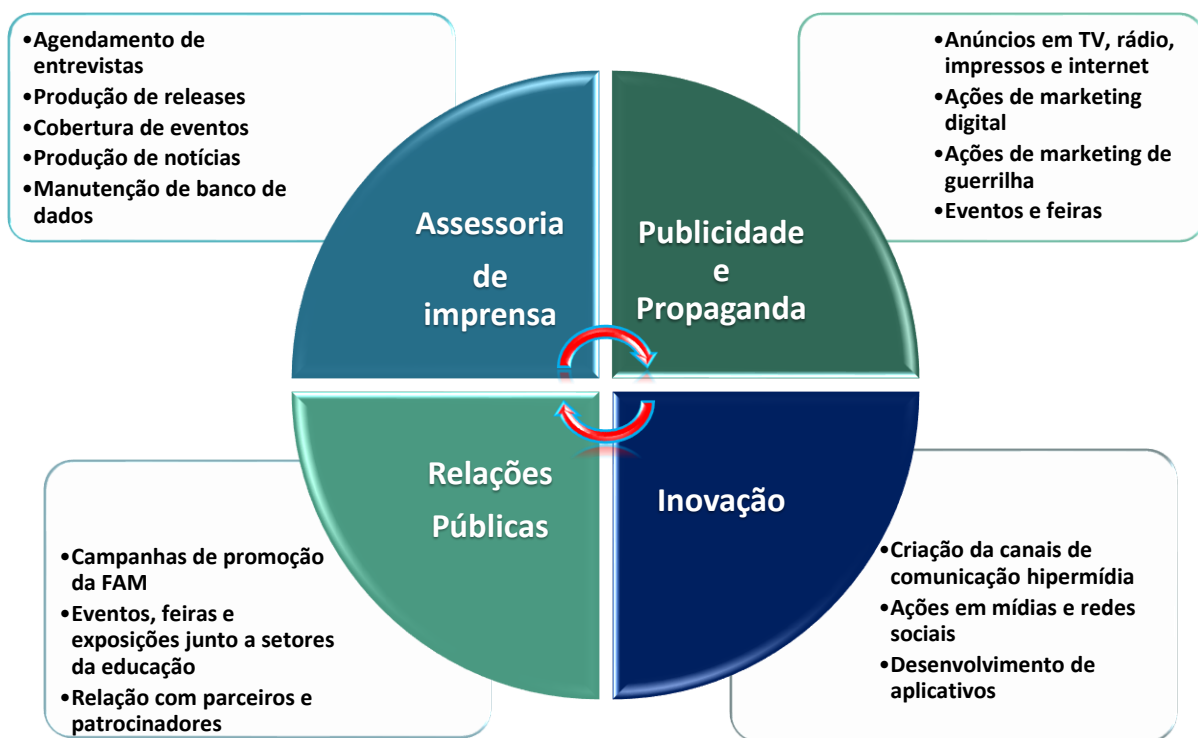 •Agendamento de
entrevistas
•Produção de releases
•Cobertura de eventos
•Produção de notícias
•Manutenção de banco de
dados
•Anúncios em TV, rádio,
impressos e internet
•Ações de marketing
digital
•Ações de marketing de
guerrilha
•Eventos e feiras
Assessoria
de
imprensa
Publicidade
e
Propaganda
Relações
Públicas
Inovação
•Campanhas de promoção
da FAM
•Eventos, feiras e
exposições junto a setores
da educação
•Relação com parceiros e
patrocinadores
•Criação da canais de
comunicação hipermídia
•Ações em mídias e redes
sociais
•Desenvolvimento de
aplicativos